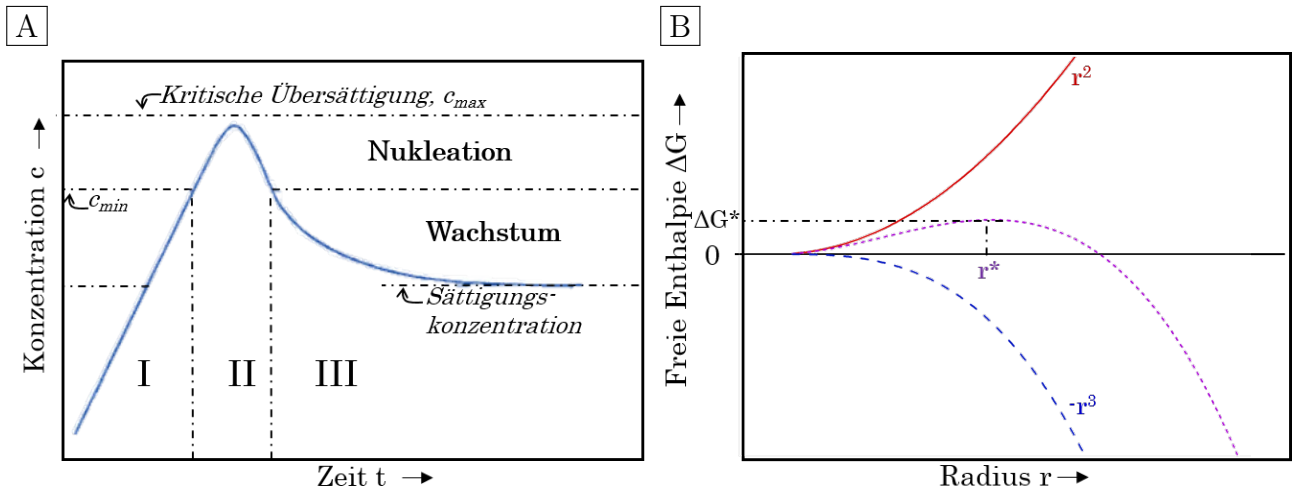 A
Kritische Übersättigung, c_max
Nukleation
c_min
Wachstum
Sättigungs-
konzentration
I II III
Konzentration c →
Zeit t →
B
r²
ΔG*
0
r*
-r³
Freie Enthalpie ΔG →
Radius r →